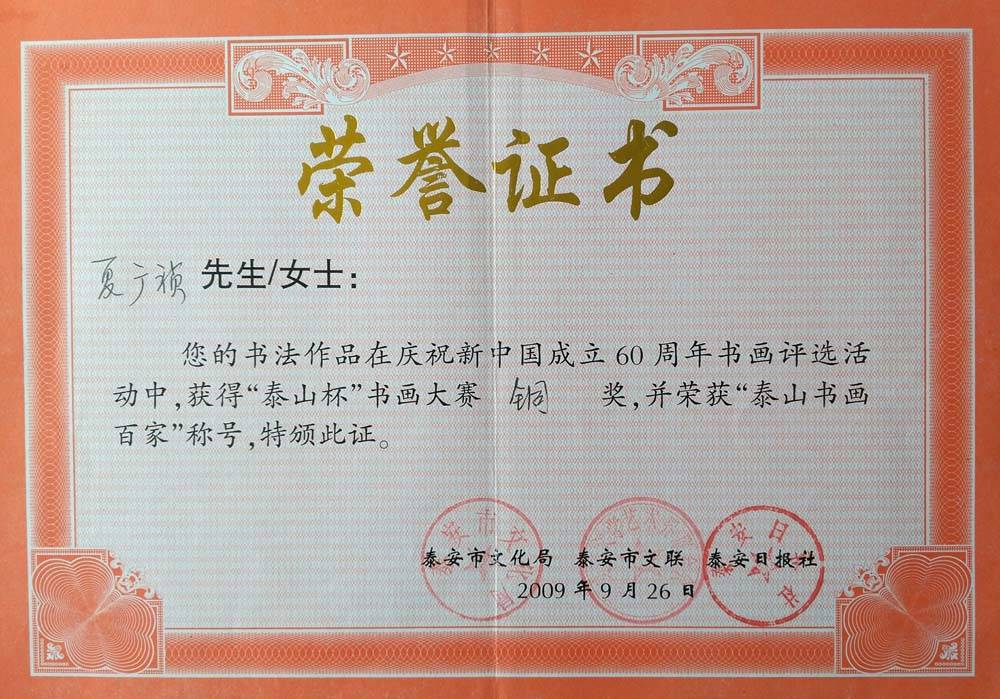 荣誉证书
夏广祯 先生/女士：
您的书法作品在庆祝新中国成立60周年书画评选活
动中，获得“泰山杯”书画大赛 铜 奖，并荣获“泰山书画
百家”称号，特颁此证。
泰安市文化局 泰安市文联 泰安日报社
2009年9月26日